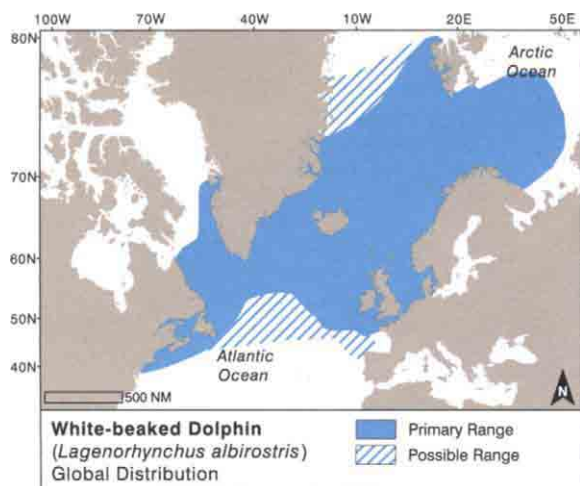 100W 70W 40W 10W 20E 50E
80N
Arctic
Ocean
70N
60N
50N
40N
Atlantic
Ocean
500 NM
N
White-beaked Dolphin
(Lagenorhynchus albirostris)
Global Distribution
Primary Range
Possible Range